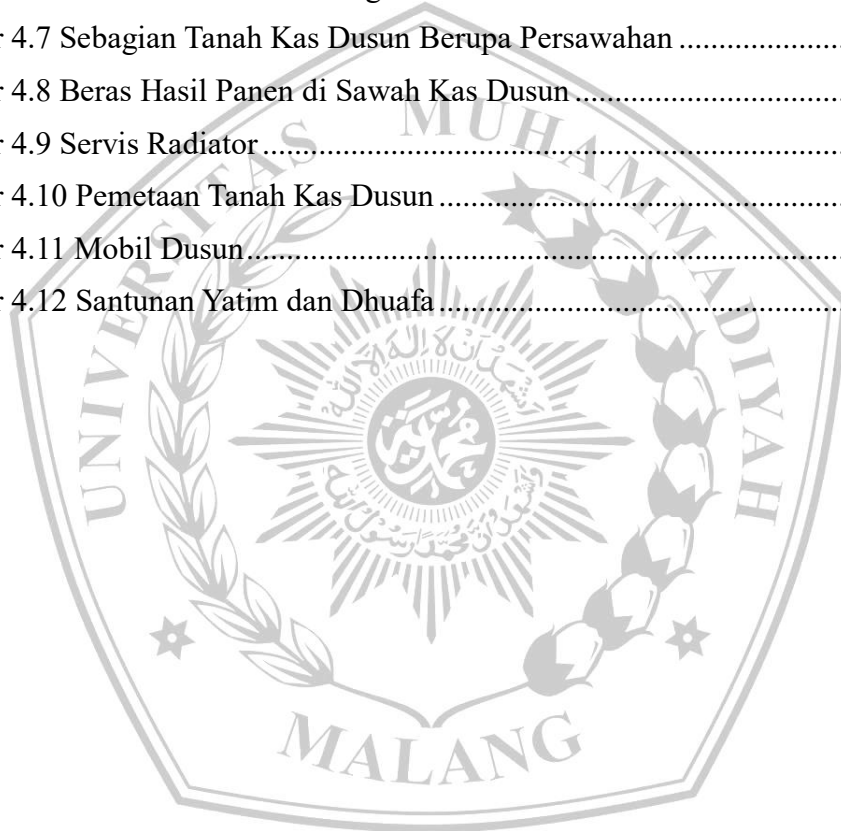 r 4.7 Sebagian Tanah Kas Dusun Berupa Persawahan ....................
r 4.8 Beras Hasil Panen di Sawah Kas Dusun ................................
r 4.9 Servis Radiator ......................................................................
r 4.10 Pemetaan Tanah Kas Dusun ................................................
r 4.11 Mobil Dusun ........................................................................
r 4.12 Santunan Yatim dan Dhuafa ................................................
UNIVERSITAS MUHAMMADIYAH
MALANG